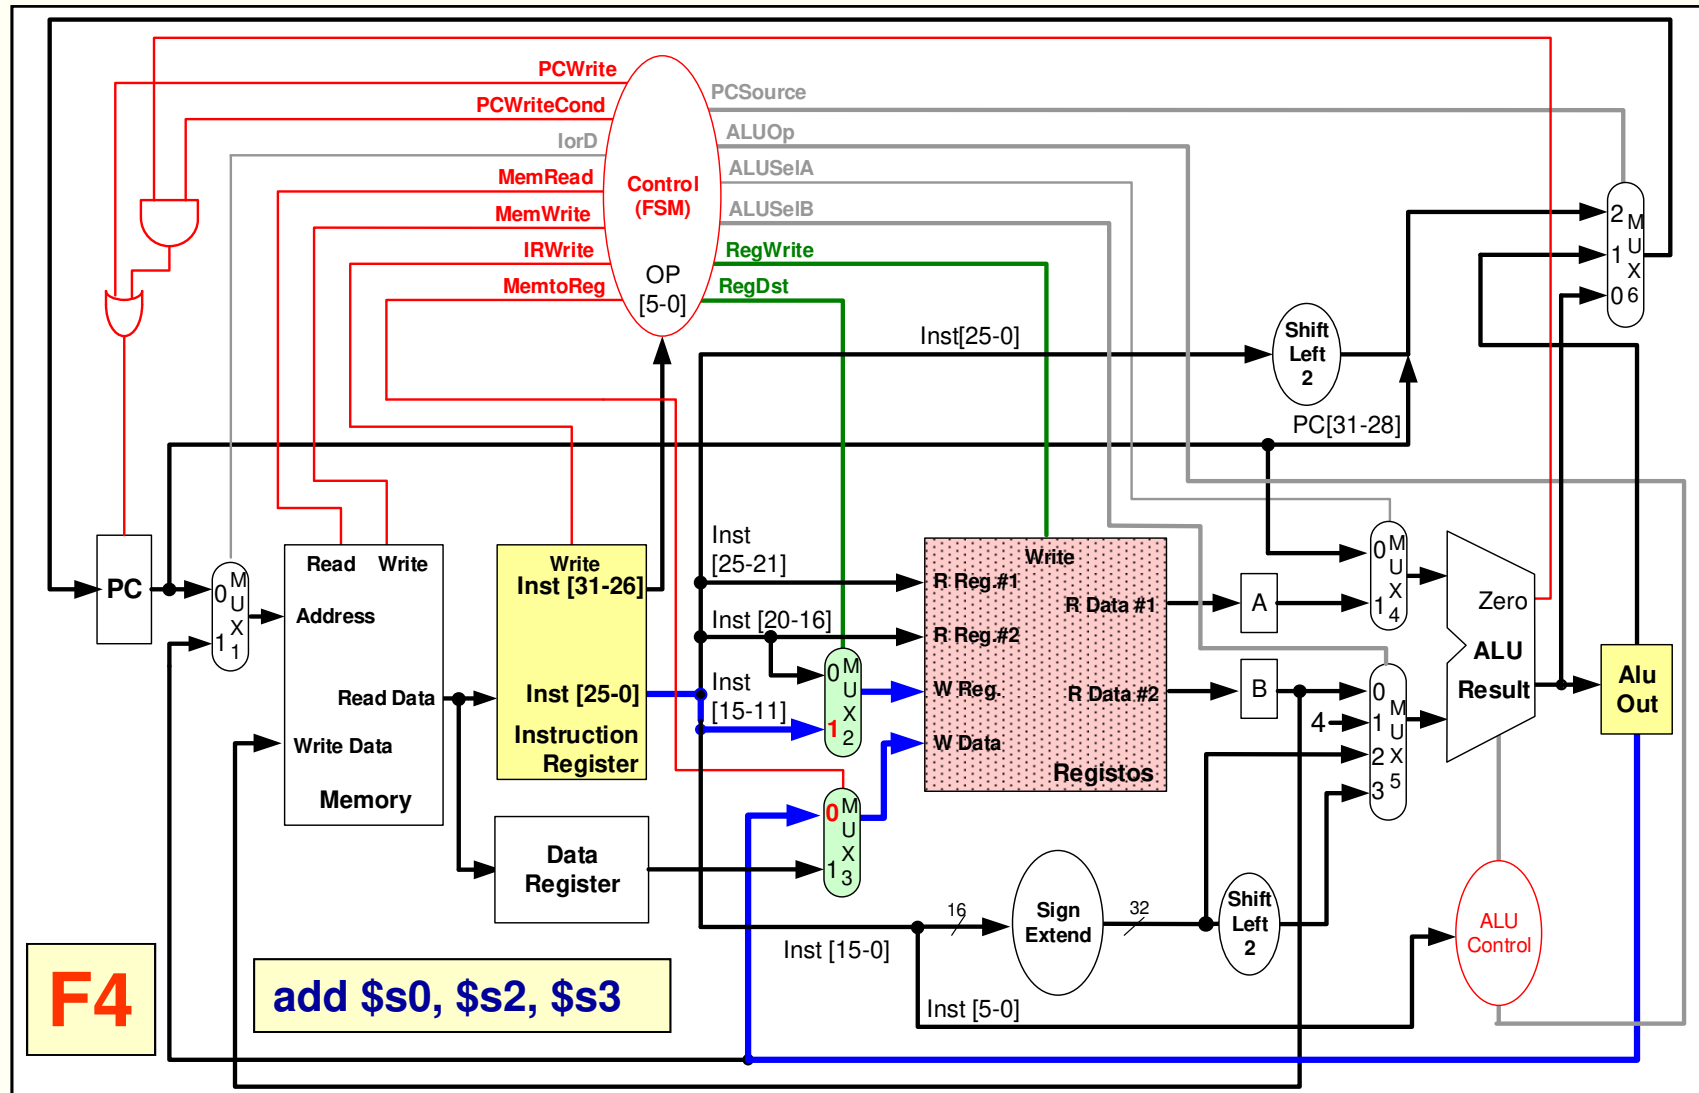 PCWrite
PCWriteCond
IorD
MemRead
MemWrite
IRWrite
MemtoReg
Control
(FSM)
OP
[5-0]
PCSource
ALUOp
ALUSelA
ALUSelB
RegWrite
RegDst
2
1
0
M
U
X
6
Inst[25-0]
Shift
Left
2
PC[31-28]
PC
0
1
M
U
X
1
Read Write
Address
Read Data
Write Data
Memory
Write
Inst [31-26]
Inst [25-0]
Instruction
Register
Data
Register
Inst
[25-21]
Inst [20-16]
Inst
[15-11]
0
1
M
U
X
2
0
1
M
U
X
3
Write
R Reg.#1
R Data #1
R Reg.#2
W Reg.
R Data #2
W Data
Registos
A
B
4
0
1
M
U
X
4
0
1
2
3
M
U
X
5
Zero
ALU
Result
Alu
Out
16
Sign
Extend
32
Shift
Left
2
ALU
Control
Inst [15-0]
Inst [5-0]
F4
add $s0, $s2, $s3